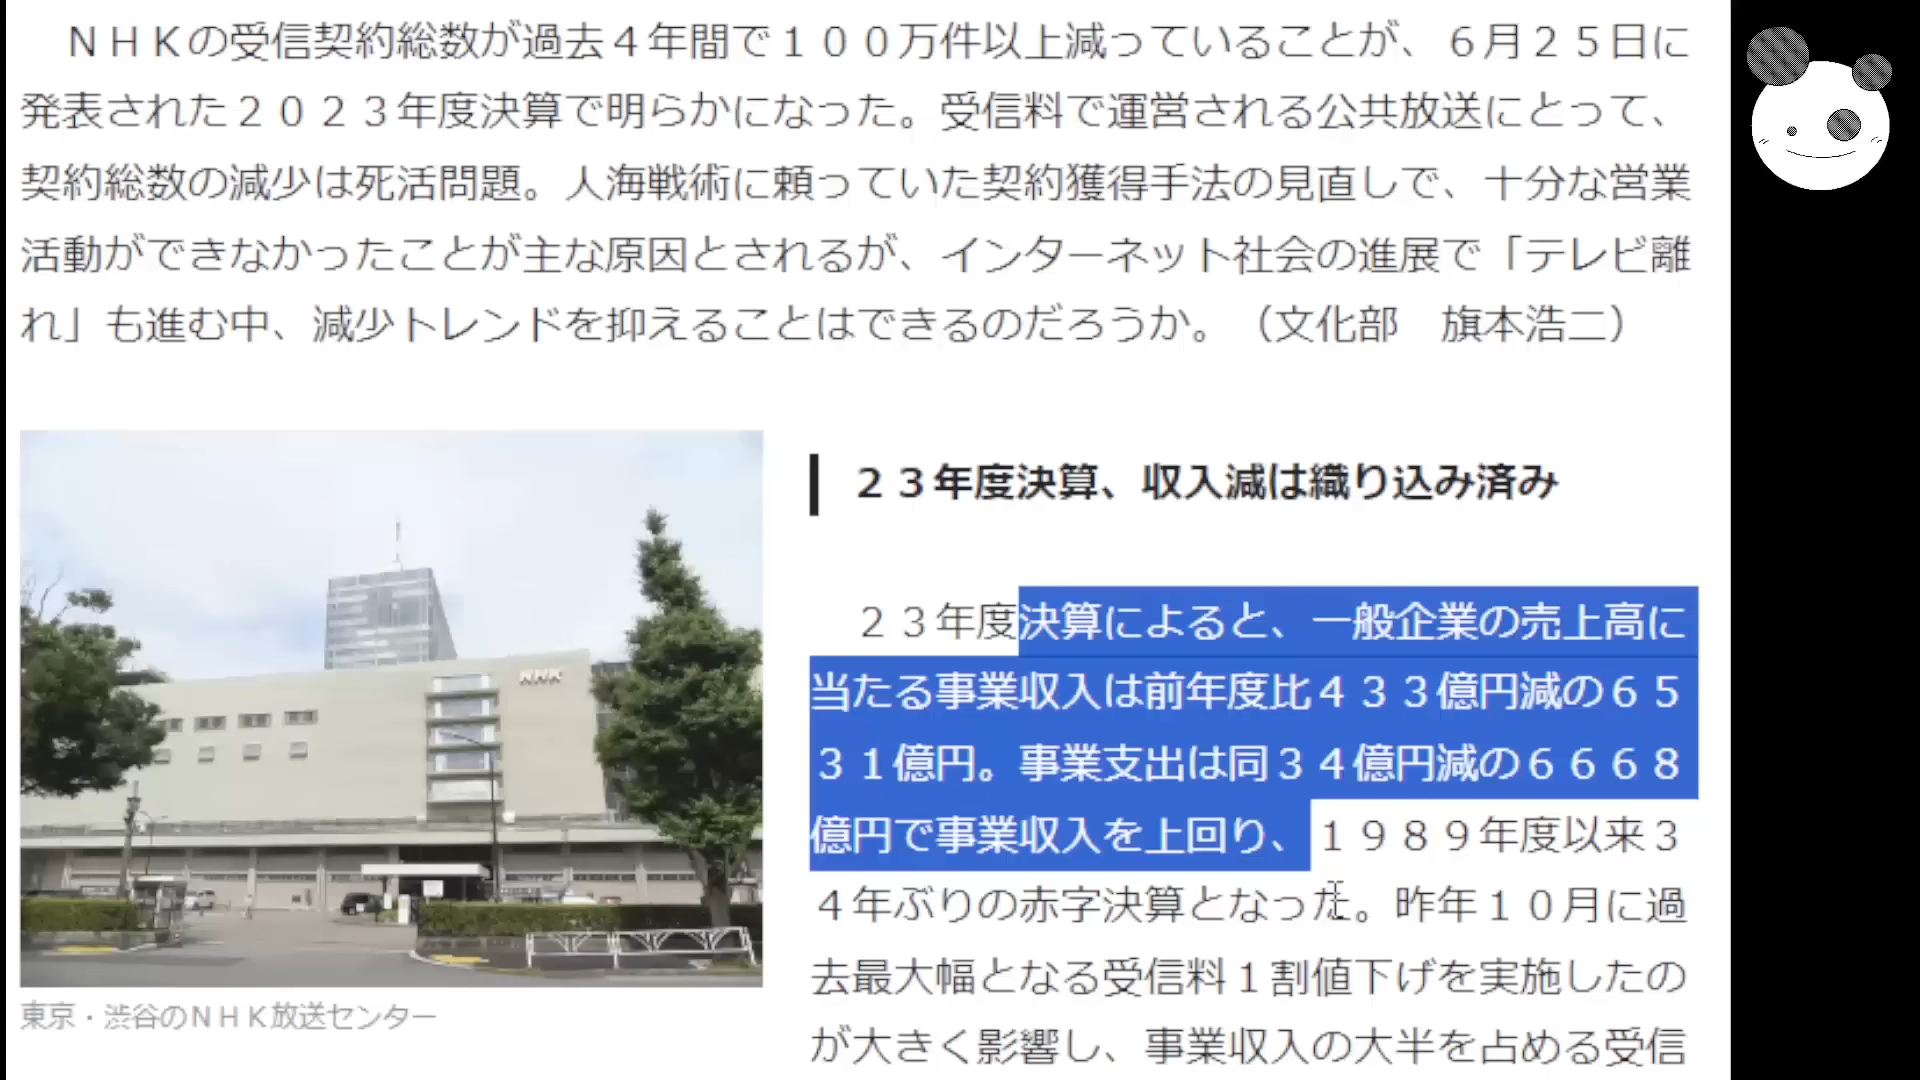 ＮＨＫの受信契約総数が過去４年間で１００万件以上減っていることが、６月２５日に
発表された２０２３年度決算で明らかになった。受信料で運営される公共放送にとって、
契約総数の減少は死活問題。人海戦術に頼っていた契約獲得手法の見直しで、十分な営業
活動ができなかったことが主な原因とされるが、インターネット社会の進展で「テレビ離
れ」も進む中、減少トレンドを抑えることはできるのだろうか。（文化部　旗本浩二）
NHK
東京・渋谷のＮＨＫ放送センター
２３年度決算、収入減は織り込み済み
　２３年度決算によると、一般企業の売上高に
当たる事業収入は前年度比４３３億円減の６５
３１億円。事業支出は同３４億円減の６６６８
億円で事業収入を上回り、１９８９年度以来３
４年ぶりの赤字決算となった。昨年１０月に過
去最大幅となる受信料１割値下げを実施したの
が大きく影響し、事業収入の大半を占める受信